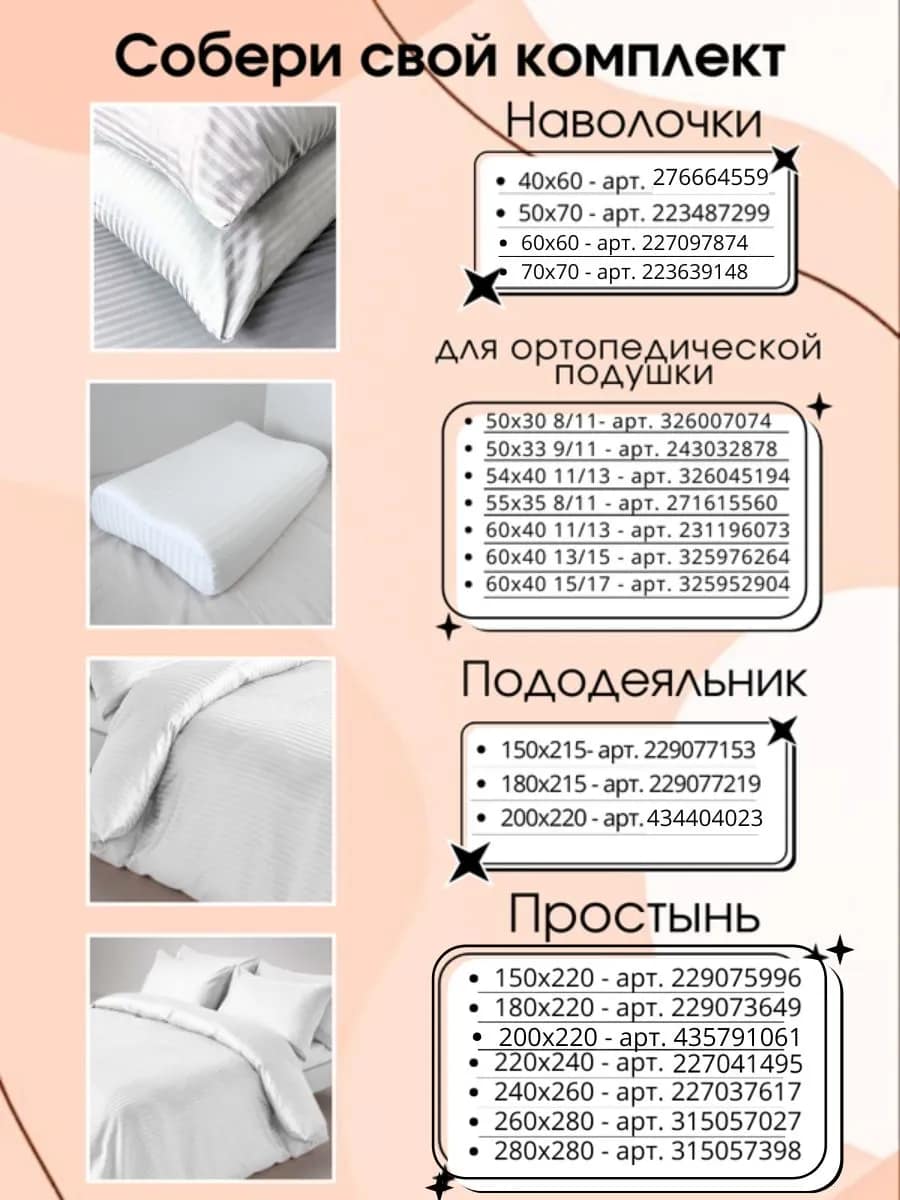 Собери свой комплект
Наволочки
• 40х60 - арт. 276664559
• 50х70 - арт. 223487299
• 60х60 - арт. 227097874
• 70х70 - арт. 223639148
для ортопедической
подушки
• 50х30 8/11- арт. 326007074
• 50х33 9/11 - арт. 243032878
• 54х40 11/13 - арт. 326045194
• 55х35 8/11 - арт. 271615560
• 60х40 11/13 - арт. 231196073
• 60х40 13/15 - арт. 325976264
• 60х40 15/17 - арт. 325952904
Пододеяльник
• 150х215- арт. 229077153
• 180х215 - арт. 229077219
• 200х220 - арт. 434404023
Простынь
• 150х220 - арт. 229075996
• 180х220 - арт. 229073649
• 200х220 - арт. 435791061
• 220х240 - арт. 227041495
• 240х260 - арт. 227037617
• 260х280 - арт. 315057027
• 280х280 - арт. 315057398